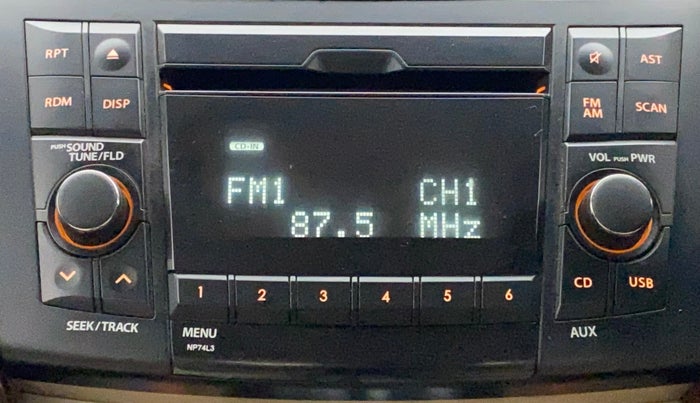 RPT
AST
RDM
DISP
FM
AM
SCAN
PUSH SOUND
TUNE/FLD
VOL PUSH PWR
CD-IN
FM1 CH1
87.5 MHz
CD
USB
1 2 3 4 5 6
SEEK/TRACK
MENU
AUX
NP74L3